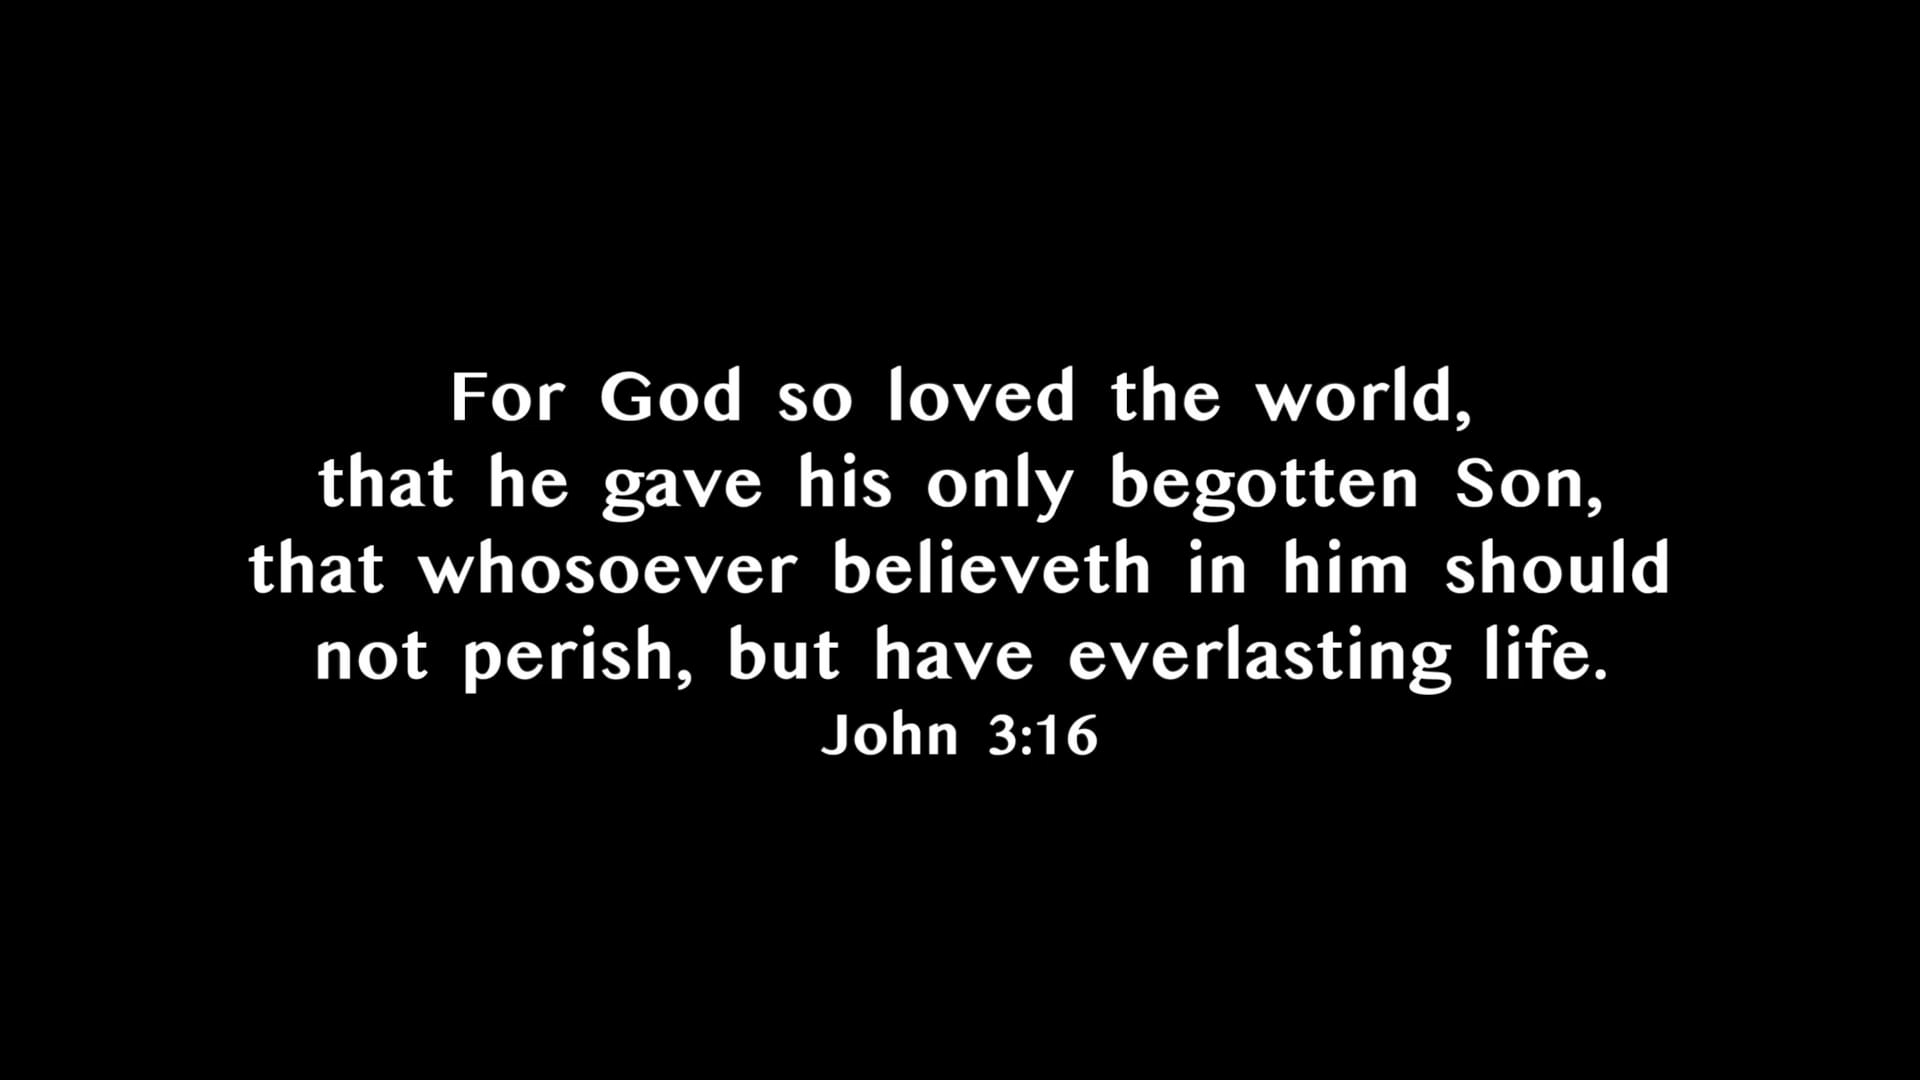 For God so loved the world,
that he gave his only begotten Son,
that whosoever believeth in him should
not perish, but have everlasting life.
John 3:16